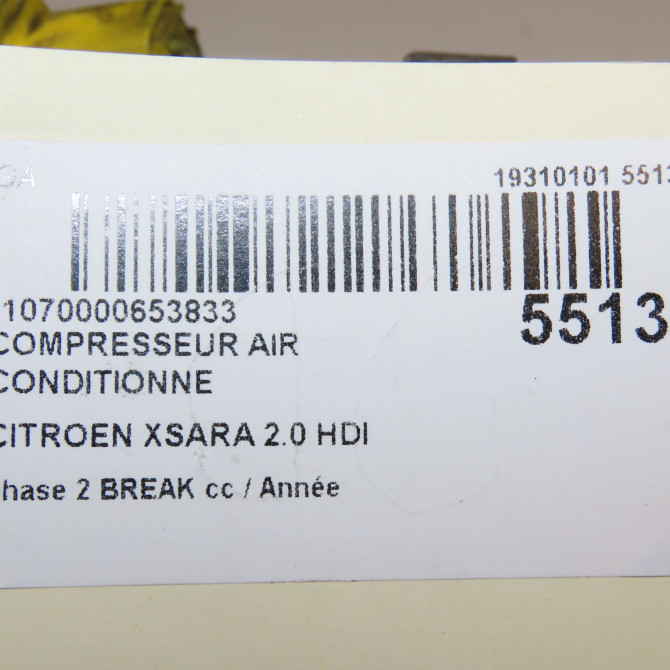 GA
19310101 5513
1070000653833
5513
COMPRESSEUR AIR
CONDITIONNE
CITROEN XSARA 2.0 HDI
hase 2 BREAK cc / Année